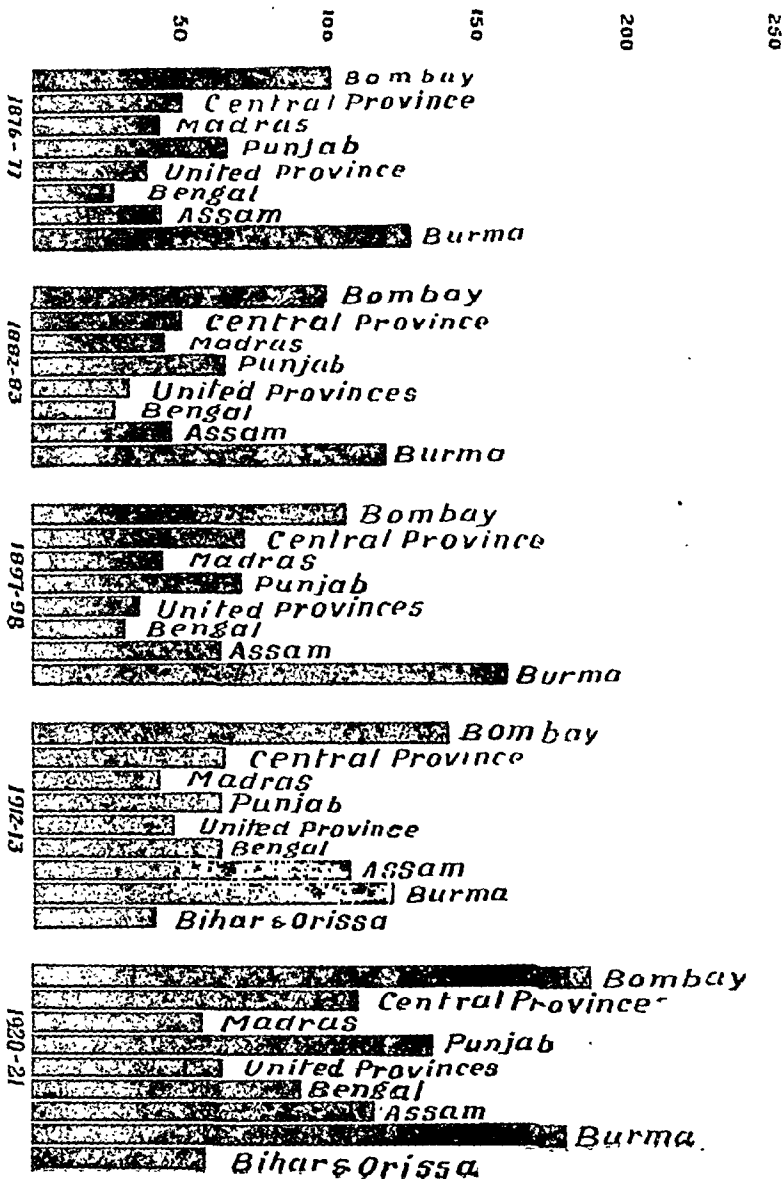 50 100 150 200 250
1876-77
Bombay
Central Province
Madras
Punjab
United Province
Bengal
Assam
Burma
1882-83
Bombay
Central Province
Madras
Punjab
United Provinces
Bengal
Assam
Burma
1897-98
Bombay
Central Province
Madras
Punjab
United Provinces
Bengal
Assam
Burma
1912-13
Bombay
Central Province
Madras
Punjab
United Province
Bengal
Assam
Burma
Bihar & Orissa
1920-21
Bombay
Central Province
Madras
Punjab
United Provinces
Bengal
Assam
Burma
Bihar & Orissa